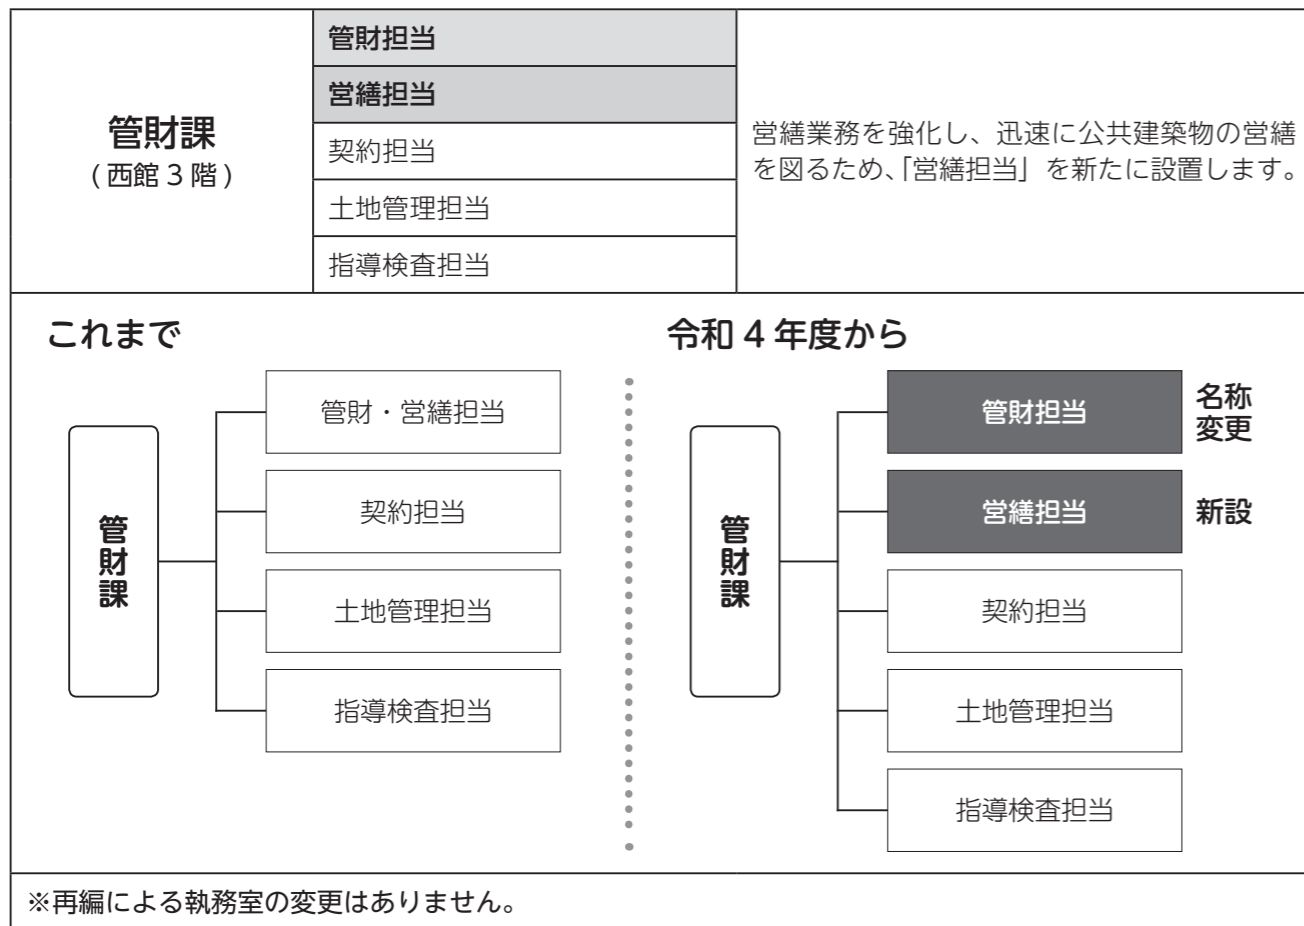 管財課
(西館3階)
管財担当
営繕担当
契約担当
土地管理担当
指導検査担当
営繕業務を強化し、迅速に公共建築物の営繕
を図るため、「営繕担当」を新たに設置します。
これまで
管財課
管財・営繕担当
契約担当
土地管理担当
指導検査担当
令和4年度から
管財課
管財担当
名称
変更
営繕担当
新設
契約担当
土地管理担当
指導検査担当
※再編による執務室の変更はありません。